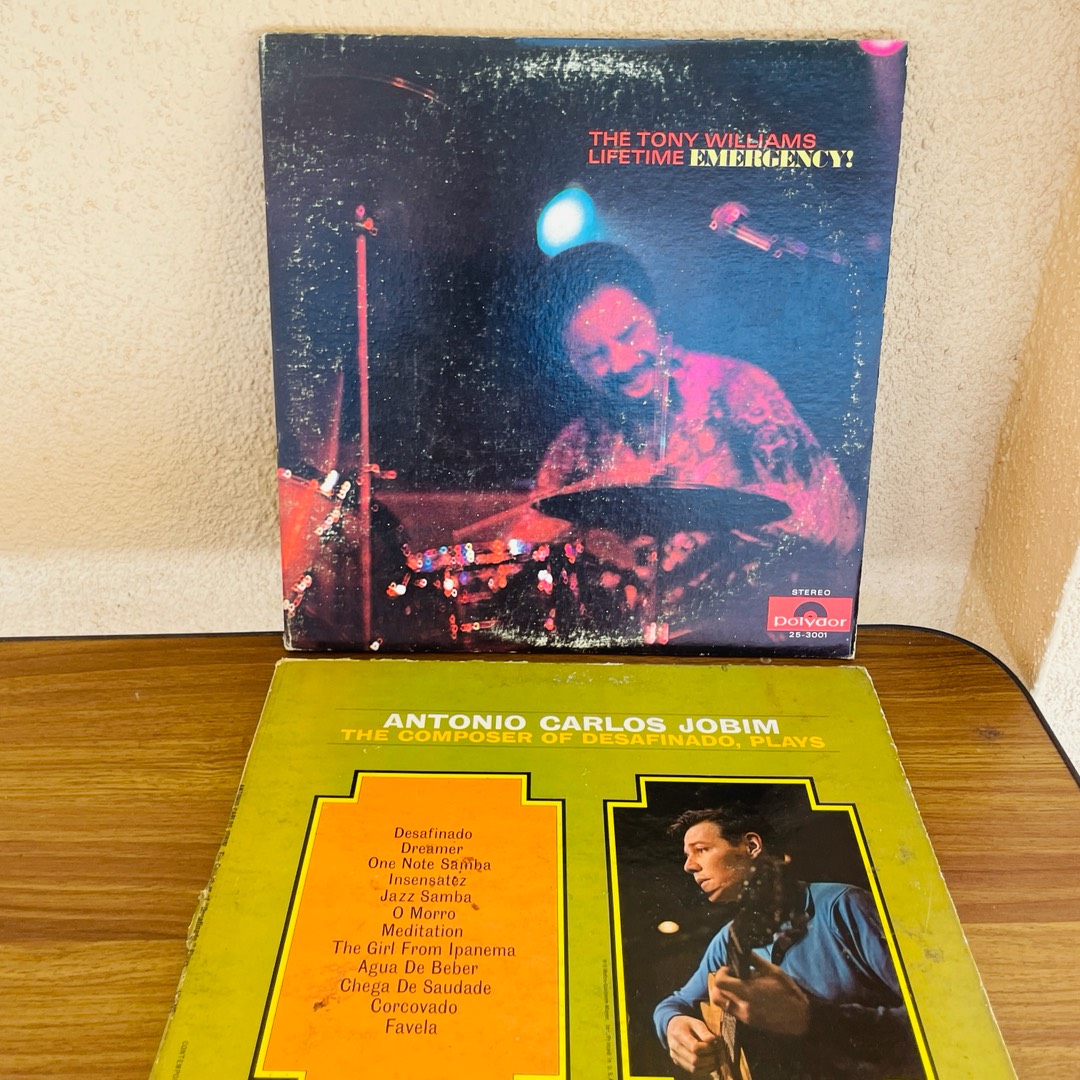 THE TONY WILLIAMS
LIFETIME EMERGENCY!
STEREO
polydor
25-3001
ANTONIO CARLOS JOBIM
THE COMPOSER OF DESAFINADO, PLAYS
Desafinado
Dreamer
One Note Samba
Insensatez
Jazz Samba
O Morro
Meditation
The Girl From Ipanema
Agua De Beber
Chega De Saudade
Corcovado
Favela